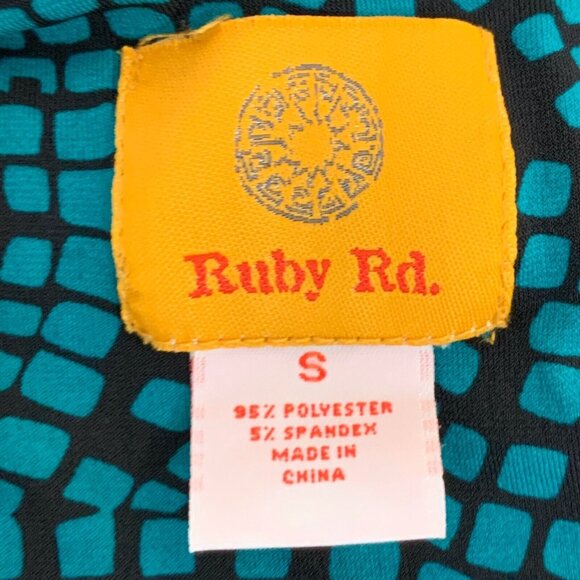 Ruby Rd.
S
95% POLYESTER
5% SPANDEX
MADE IN
CHINA